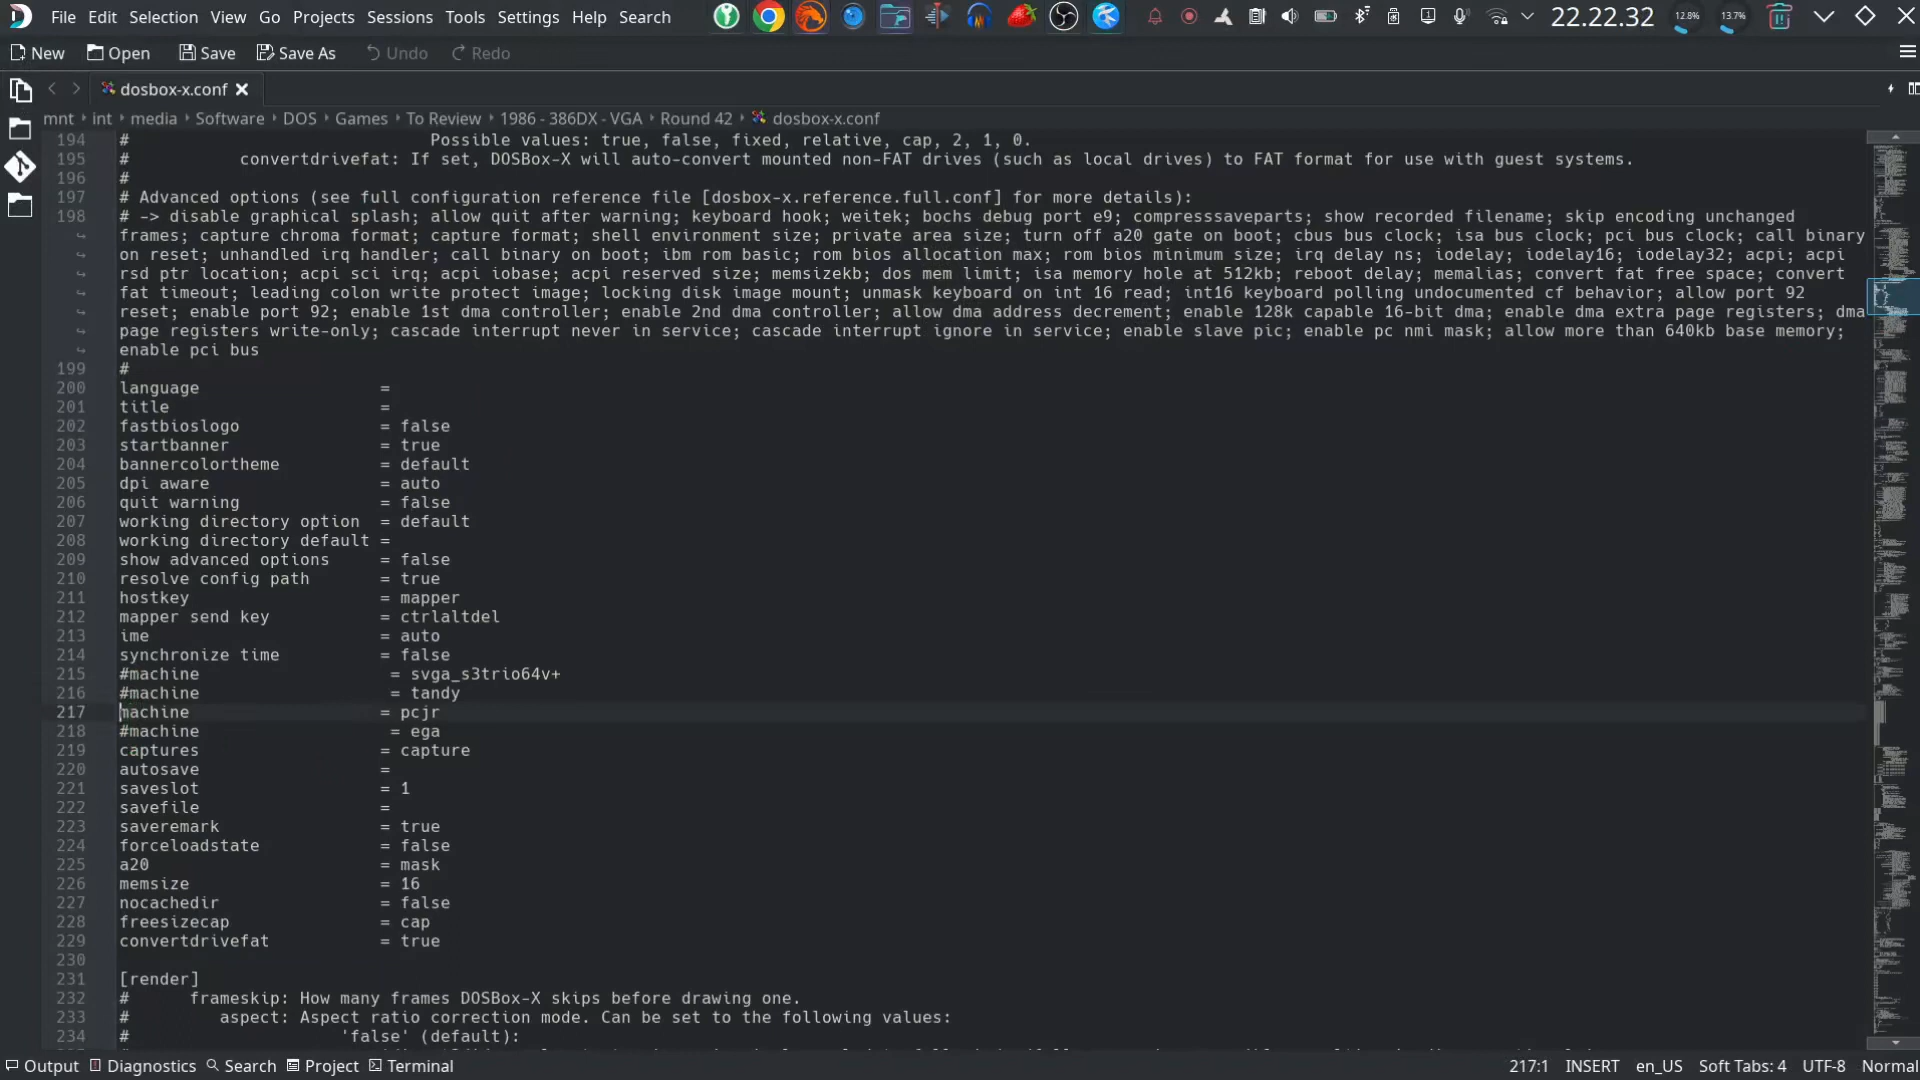 File Edit Selection View Go Projects Sessions Tools Settings Help Search 22.22.32 12.8% 13.7%
New Open Save Save As Undo Redo
dosbox-x.conf
mnt int media Software DOS Games To Review 1986 - 386DX - VGA Round 42 dosbox-x.conf
194 # Possible values: true, false, fixed, relative, cap, 2, 1, 0.
195 # convertdrivefat: If set, DOSBox-X will auto-convert mounted non-FAT drives (such as local drives) to FAT format for use with guest systems.
196 #
197 # Advanced options (see full configuration reference file [dosbox-x.reference.full.conf] for more details):
198 # -> disable graphical splash; allow quit after warning; keyboard hook; weitek; bochs debug port e9; compresssaveparts; show recorded filename; skip encoding unchanged
frames; capture chroma format; capture format; shell environment size; private area size; turn off a20 gate on boot; cbus bus clock; isa bus clock; pci bus clock; call binary
on reset; unhandled irq handler; call binary on boot; ibm rom basic; rom bios allocation max; rom bios minimum size; irq delay ns; iodelay; iodelay16; iodelay32; acpi; acpi
rsd ptr location; acpi sci irq; acpi iobase; acpi reserved size; memsizekb; dos mem limit; isa memory hole at 512kb; reboot delay; memalias; convert fat free space; convert
fat timeout; leading colon write protect image; locking disk image mount; unmask keyboard on int 16 read; int16 keyboard polling undocumented cf behavior; allow port 92
reset; enable port 92; enable 1st dma controller; enable 2nd dma controller; allow dma address decrement; enable 128k capable 16-bit dma; enable dma extra page registers; dma
page registers write-only; cascade interrupt never in service; cascade interrupt ignore in service; enable slave pic; enable pc nmi mask; allow more than 640kb base memory;
enable pci bus
199 #
200 language =
201 title =
202 fastbioslogo = false
203 startbanner = true
204 bannercolortheme = default
205 dpi aware = auto
206 quit warning = false
207 working directory option = default
208 working directory default =
209 show advanced options = false
210 resolve config path = true
211 hostkey = mapper
212 mapper send key = ctrlaltdel
213 ime = auto
214 synchronize time = false
215 #machine = svga_s3trio64v+
216 #machine = tandy
217 machine = pcjr
218 #machine = ega
219 captures = capture
220 autosave =
221 saveslot = 1
222 savefile =
223 saveremark = true
224 forceloadstate = false
225 a20 = mask
226 memsize = 16
227 nocachedir = false
228 freesizecap = cap
229 convertdrivefat = true
230
231 [render]
232 # frameskip: How many frames DOSBox-X skips before drawing one.
233 # aspect: Aspect ratio correction mode. Can be set to the following values:
234 # 'false' (default):
Output Diagnostics Search Project Terminal 217:1 INSERT en_US Soft Tabs: 4 UTF-8 Normal